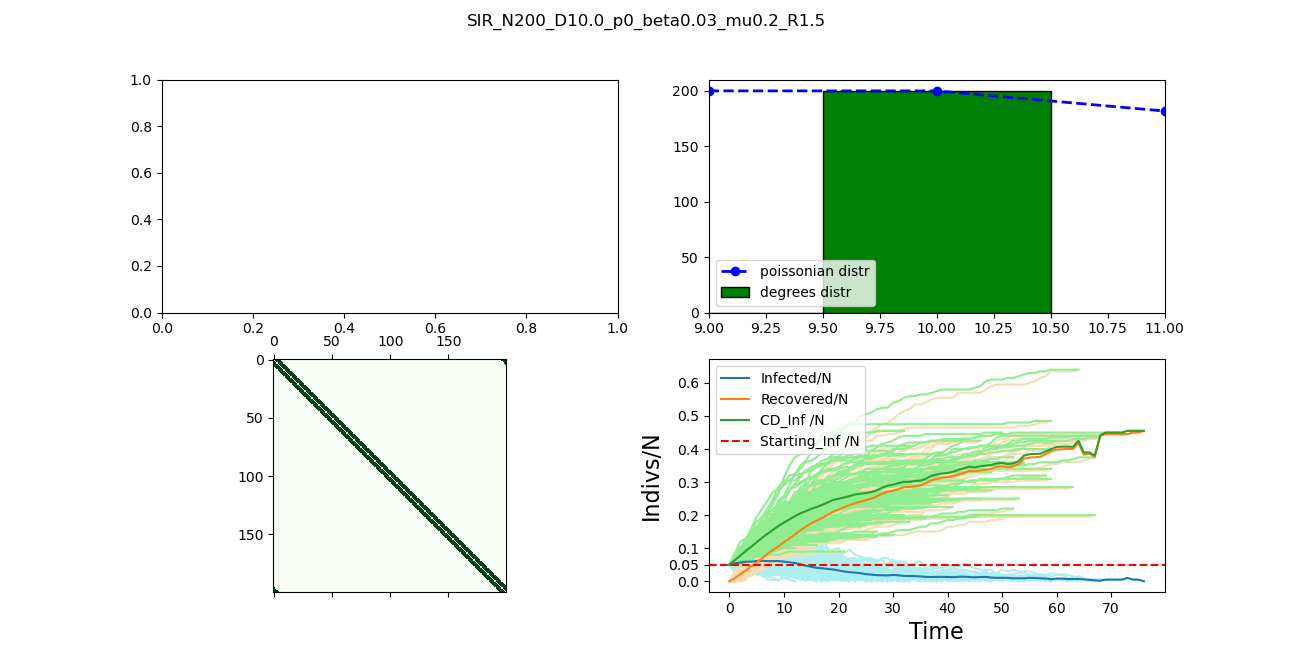 SIR_N200_D10.0_p0_beta0.03_mu0.2_R1.5
1.0
0.8
0.6
0.4
0.2
0.0
0.0 0.2 0.4 0.6 0.8 1.0
200
150
100
50
0
poissonian distr
degrees distr
9.00 9.25 9.50 9.75 10.00 10.25 10.50 10.75 11.00
0 50 100 150
0
50
100
150
Indivs/N
0.6
0.5
0.4
0.3
0.2
0.1
0.05
0.0
Infected/N
Recovered/N
CD_Inf /N
Starting_Inf /N
0 10 20 30 40 50 60 70
Time